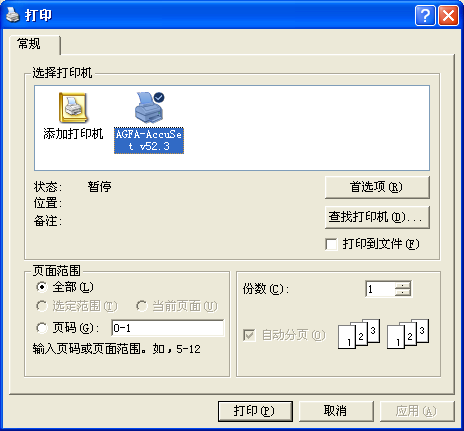 打印
常规
选择打印机
添加打印机
AGFA-AccuSe
t v52.3
状态: 暂停
位置:
备注:
首选项(R)
查找打印机(D)...
打印到文件(F)
页面范围
全部(L)
选定范围(T) 当前页面(U)
页码(G): 0-1
输入页码或页面范围。如，5-12
份数(C): 1
自动分页(O)
1 2 3 1 2 3
打印(P) 取消 应用(A)